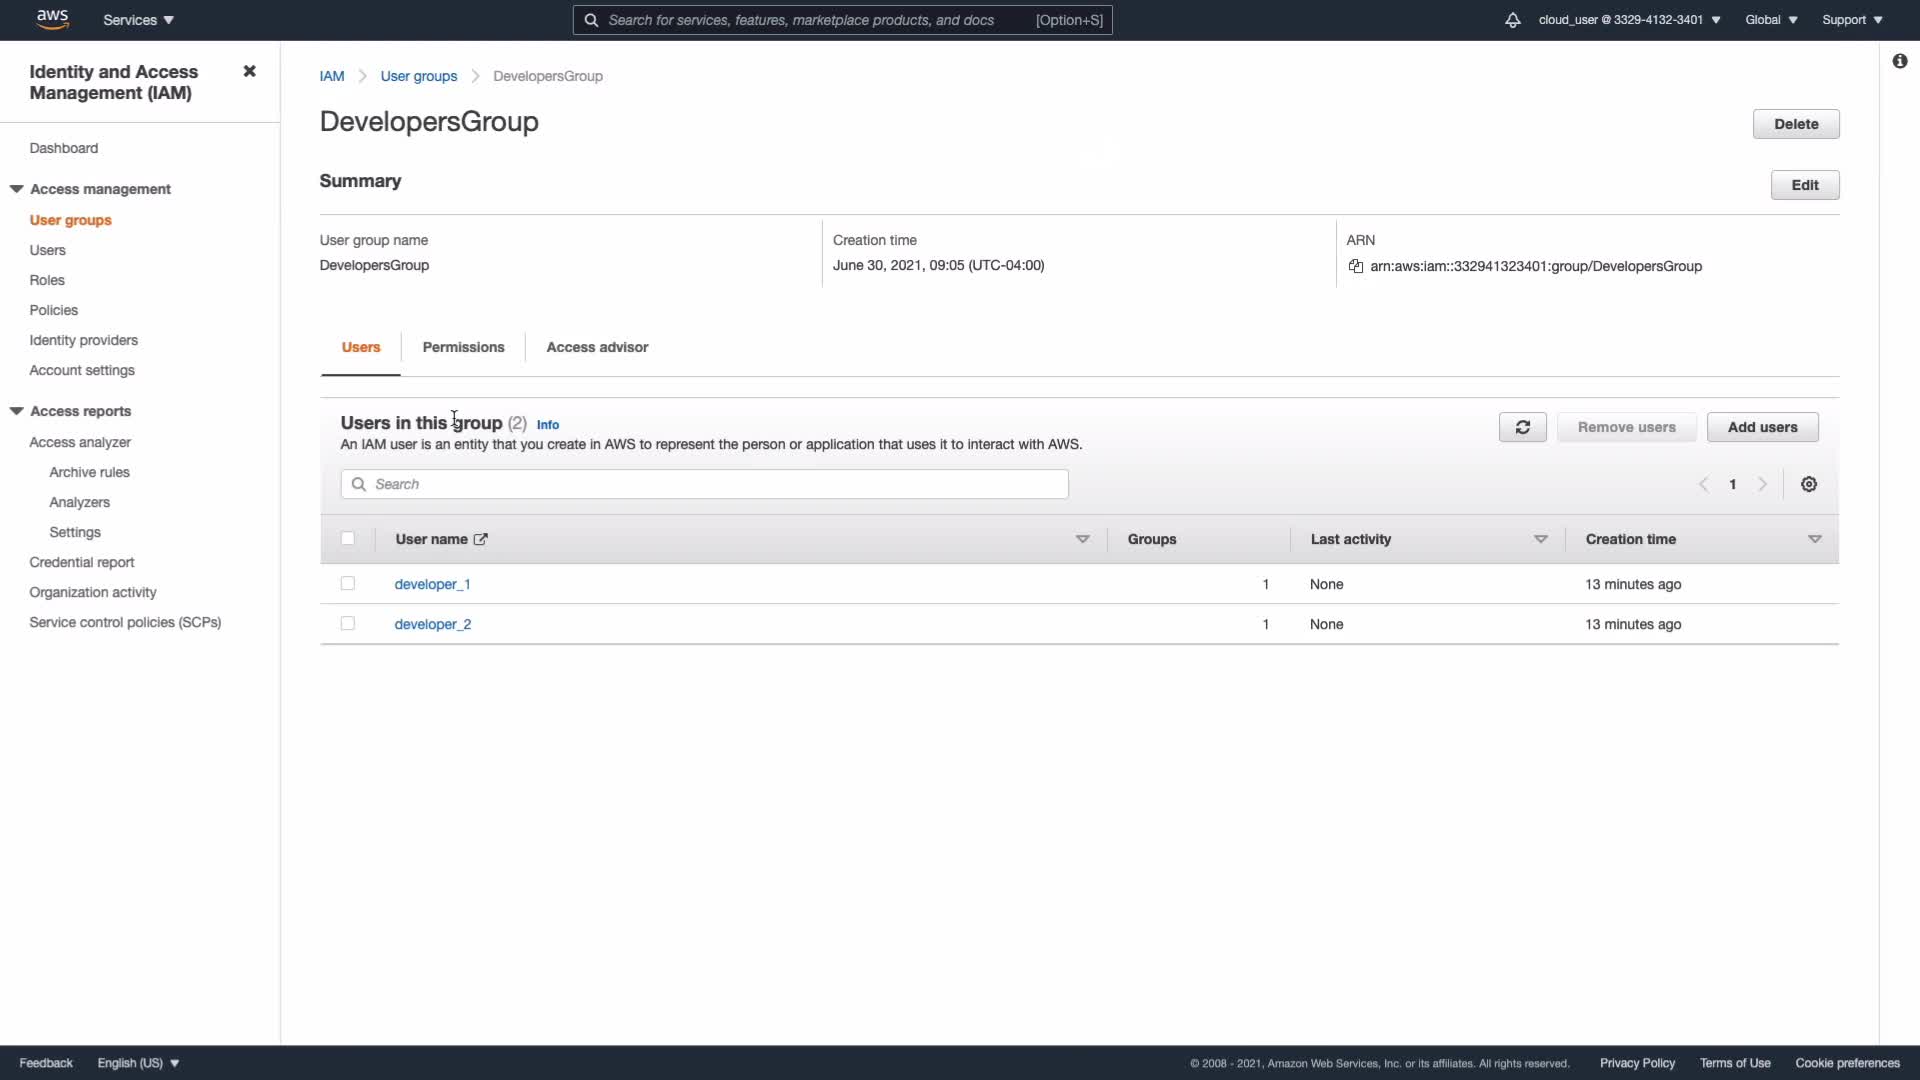 aws Services Search for services, features, marketplace products, and docs [Option+S] cloud_user @ 3329-4132-3401 Global Support
Identity and Access Management (IAM)
Dashboard
Access management
User groups
Users
Roles
Policies
Identity providers
Account settings
Access reports
Access analyzer
Archive rules
Analyzers
Settings
Credential report
Organization activity
Service control policies (SCPs)
IAM User groups DevelopersGroup
DevelopersGroup Delete
Summary Edit
User group name Creation time ARN
DevelopersGroup June 30, 2021, 09:05 (UTC-04:00) arn:aws:iam::332941323401:group/DevelopersGroup
Users Permissions Access advisor
Users in this group (2) Info Remove users Add users
An IAM user is an entity that you create in AWS to represent the person or application that uses it to interact with AWS.
Search 1
User name Groups Last activity Creation time
developer_1 1 None 13 minutes ago
developer_2 1 None 13 minutes ago
Feedback English (US) © 2008 - 2021, Amazon Web Services, Inc. or its affiliates. All rights reserved. Privacy Policy Terms of Use Cookie preferences